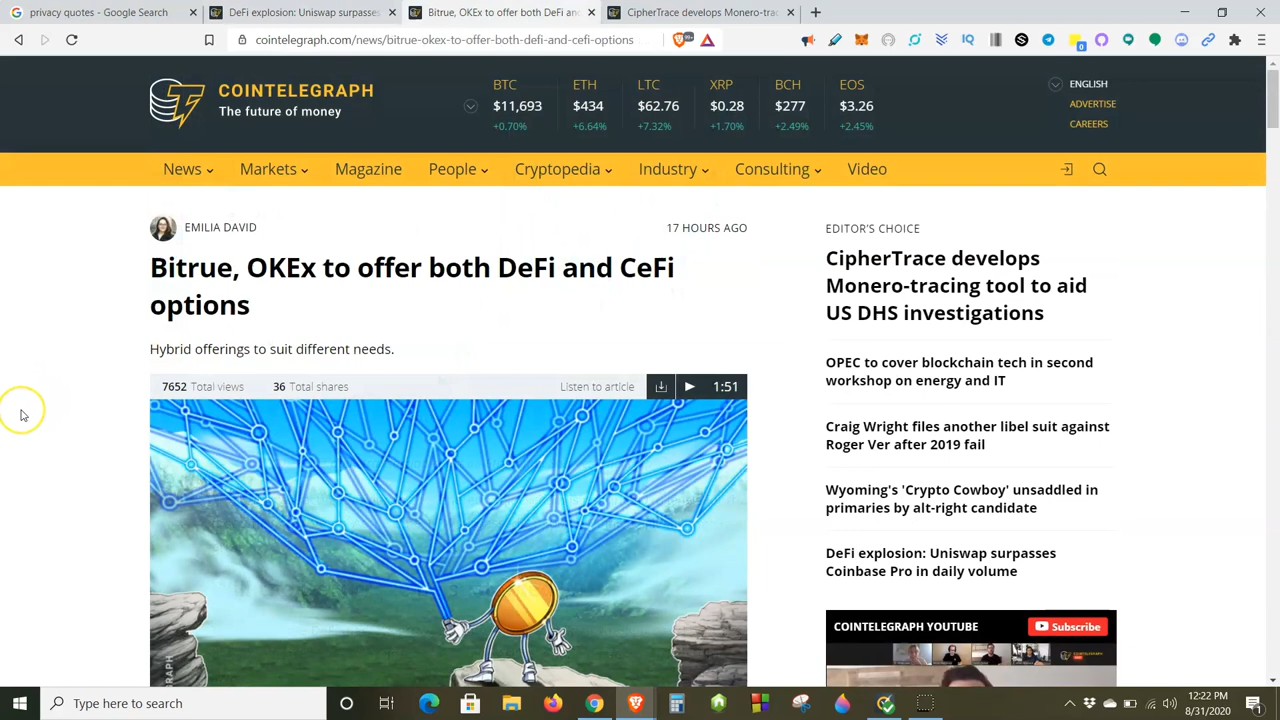 privacy quotes - Google Search
DeFi explosion: Uniswap surpasses
Bitrue, OKEx to offer both DeFi and
CipherTrace develops Monero-trac
cointelegraph.com/news/bitrue-okex-to-offer-both-defi-and-cefi-options
99+
0
COINTELEGRAPH
The future of money
BTC ETH LTC XRP BCH EOS
$11,693 $434 $62.76 $0.28 $277 $3.26
+0.70% +6.64% +7.32% +1.70% +2.49% +2.45%
ENGLISH
ADVERTISE
CAREERS
News Markets Magazine People Cryptopedia Industry Consulting Video
EMILIA DAVID
17 HOURS AGO
Bitrue, OKEx to offer both DeFi and CeFi
options
Hybrid offerings to suit different needs.
7652 Total views 36 Total shares Listen to article 1:51
EDITOR'S CHOICE
CipherTrace develops
Monero-tracing tool to aid
US DHS investigations
OPEC to cover blockchain tech in second
workshop on energy and IT
Craig Wright files another libel suit against
Roger Ver after 2019 fail
Wyoming's 'Crypto Cowboy' unsaddled in
primaries by alt-right candidate
DeFi explosion: Uniswap surpasses
Coinbase Pro in daily volume
COINTELEGRAPH YOUTUBE
Subscribe
Type here to search
12:22 PM
8/31/2020